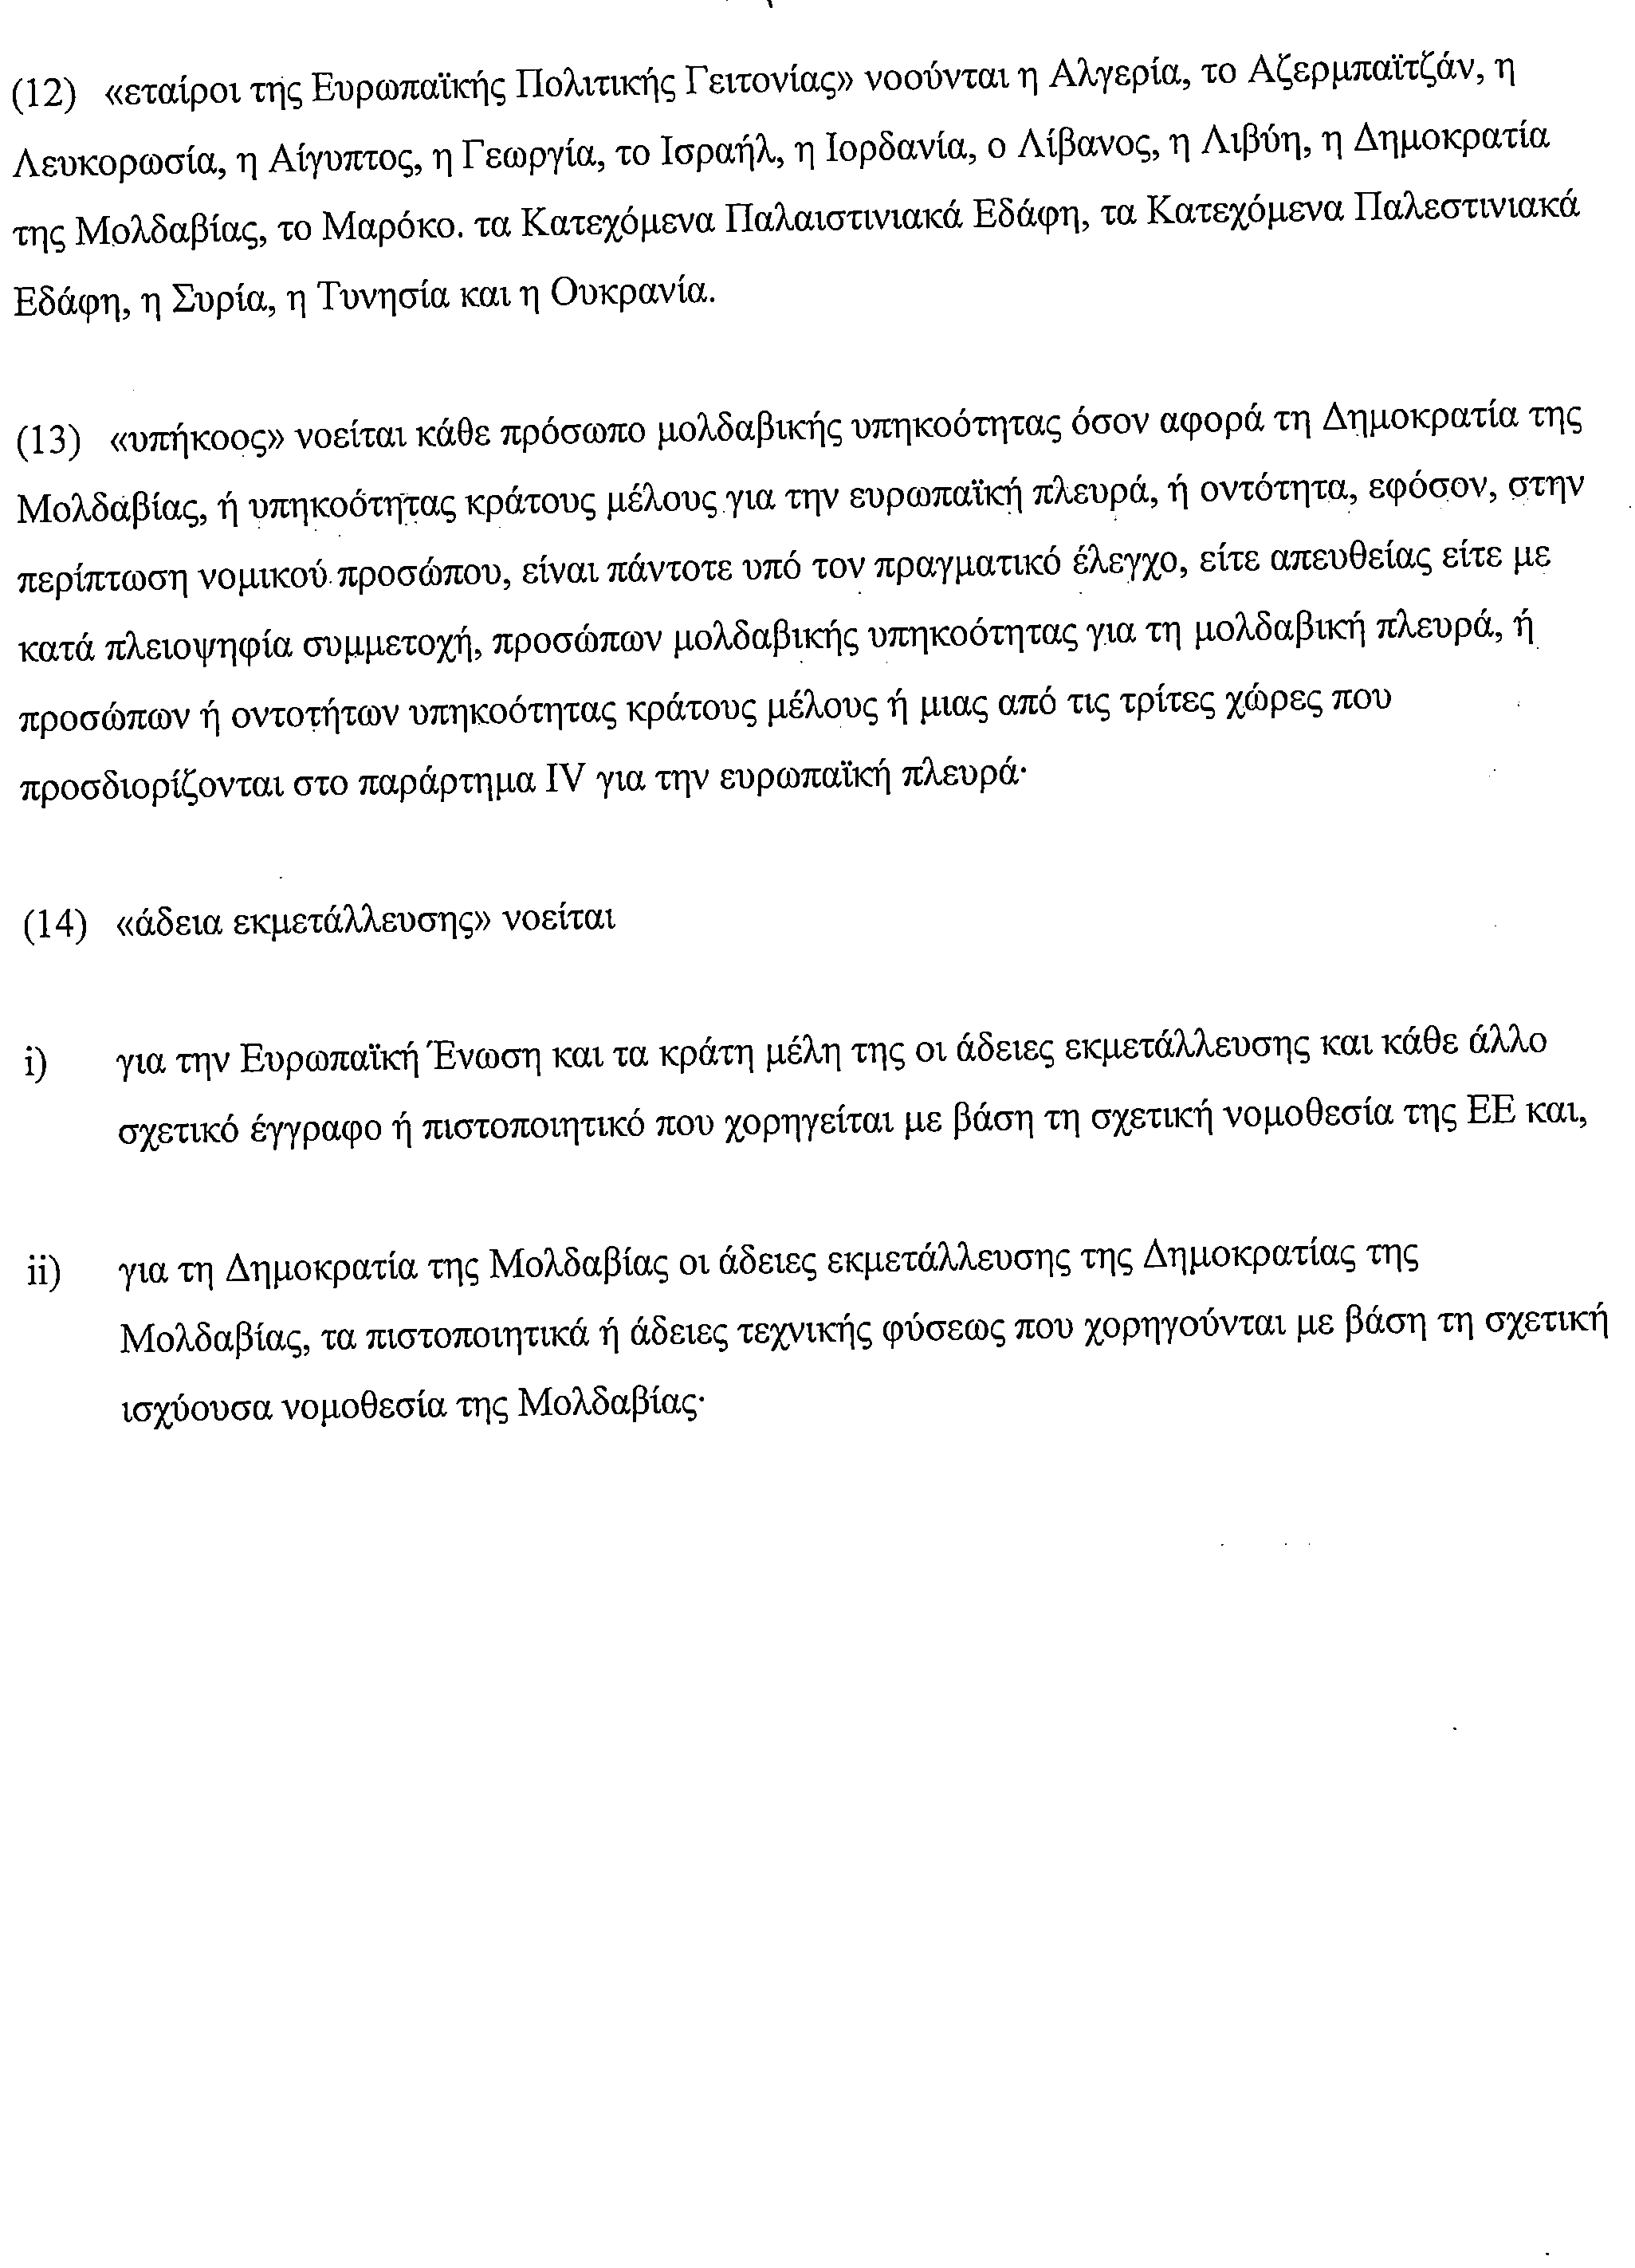 (12) «εταίροι της Ευρωπαϊκής Πολιτικής Γειτονίας» νοούνται η Αλγερία, το Αζερμπαϊτζάν, η
Λευκορωσία, η Αίγυπτος, η Γεωργία, το Ισραήλ, η Ιορδανία, ο Λίβανος, η Λιβύη, η Δημοκρατία
της Μολδαβίας, το Μαρόκο. τα Κατεχόμενα Παλαιστινιακά Εδάφη, τα Κατεχόμενα Παλεστινιακά
Εδάφη, η Συρία, η Τυνησία και η Ουκρανία.
(13) «υπήκοος» νοείται κάθε πρόσωπο μολδαβικής υπηκοότητας όσον αφορά τη Δημοκρατία της
Μολδαβίας, ή υπηκοότητας κράτους μέλους για την ευρωπαϊκή πλευρά, ή οντότητα, εφόσον, στην
περίπτωση νομικού προσώπου, είναι πάντοτε υπό τον πραγματικό έλεγχο, είτε απευθείας είτε με
κατά πλειοψηφία συμμετοχή, προσώπων μολδαβικής υπηκοότητας για τη μολδαβική πλευρά, ή
προσώπων ή οντοτήτων υπηκοότητας κράτους μέλους ή μιας από τις τρίτες χώρες που
προσδιορίζονται στο παράρτημα IV για την ευρωπαϊκή πλευρά·
(14) «άδεια εκμετάλλευσης» νοείται
i) για την Ευρωπαϊκή Ένωση και τα κράτη μέλη της οι άδειες εκμετάλλευσης και κάθε άλλο
σχετικό έγγραφο ή πιστοποιητικό που χορηγείται με βάση τη σχετική νομοθεσία της ΕΕ και,
ii) για τη Δημοκρατία της Μολδαβίας οι άδειες εκμετάλλευσης της Δημοκρατίας της
Μολδαβίας, τα πιστοποιητικά ή άδειες τεχνικής φύσεως που χορηγούνται με βάση τη σχετική
ισχύουσα νομοθεσία της Μολδαβίας·